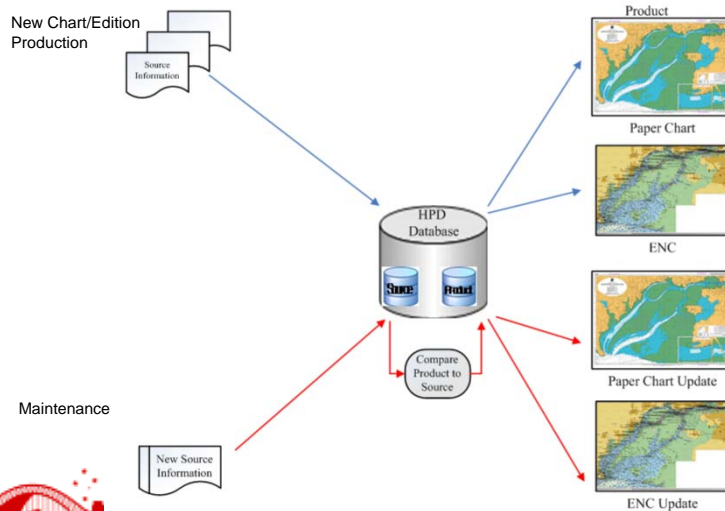 New Chart/Edition
Production
Source
Information
Product
Paper Chart
ENC
HPD
Database
Source
Product
Compare
Product to
Source
Paper Chart Update
Maintenance
New Source
Information
ENC Update